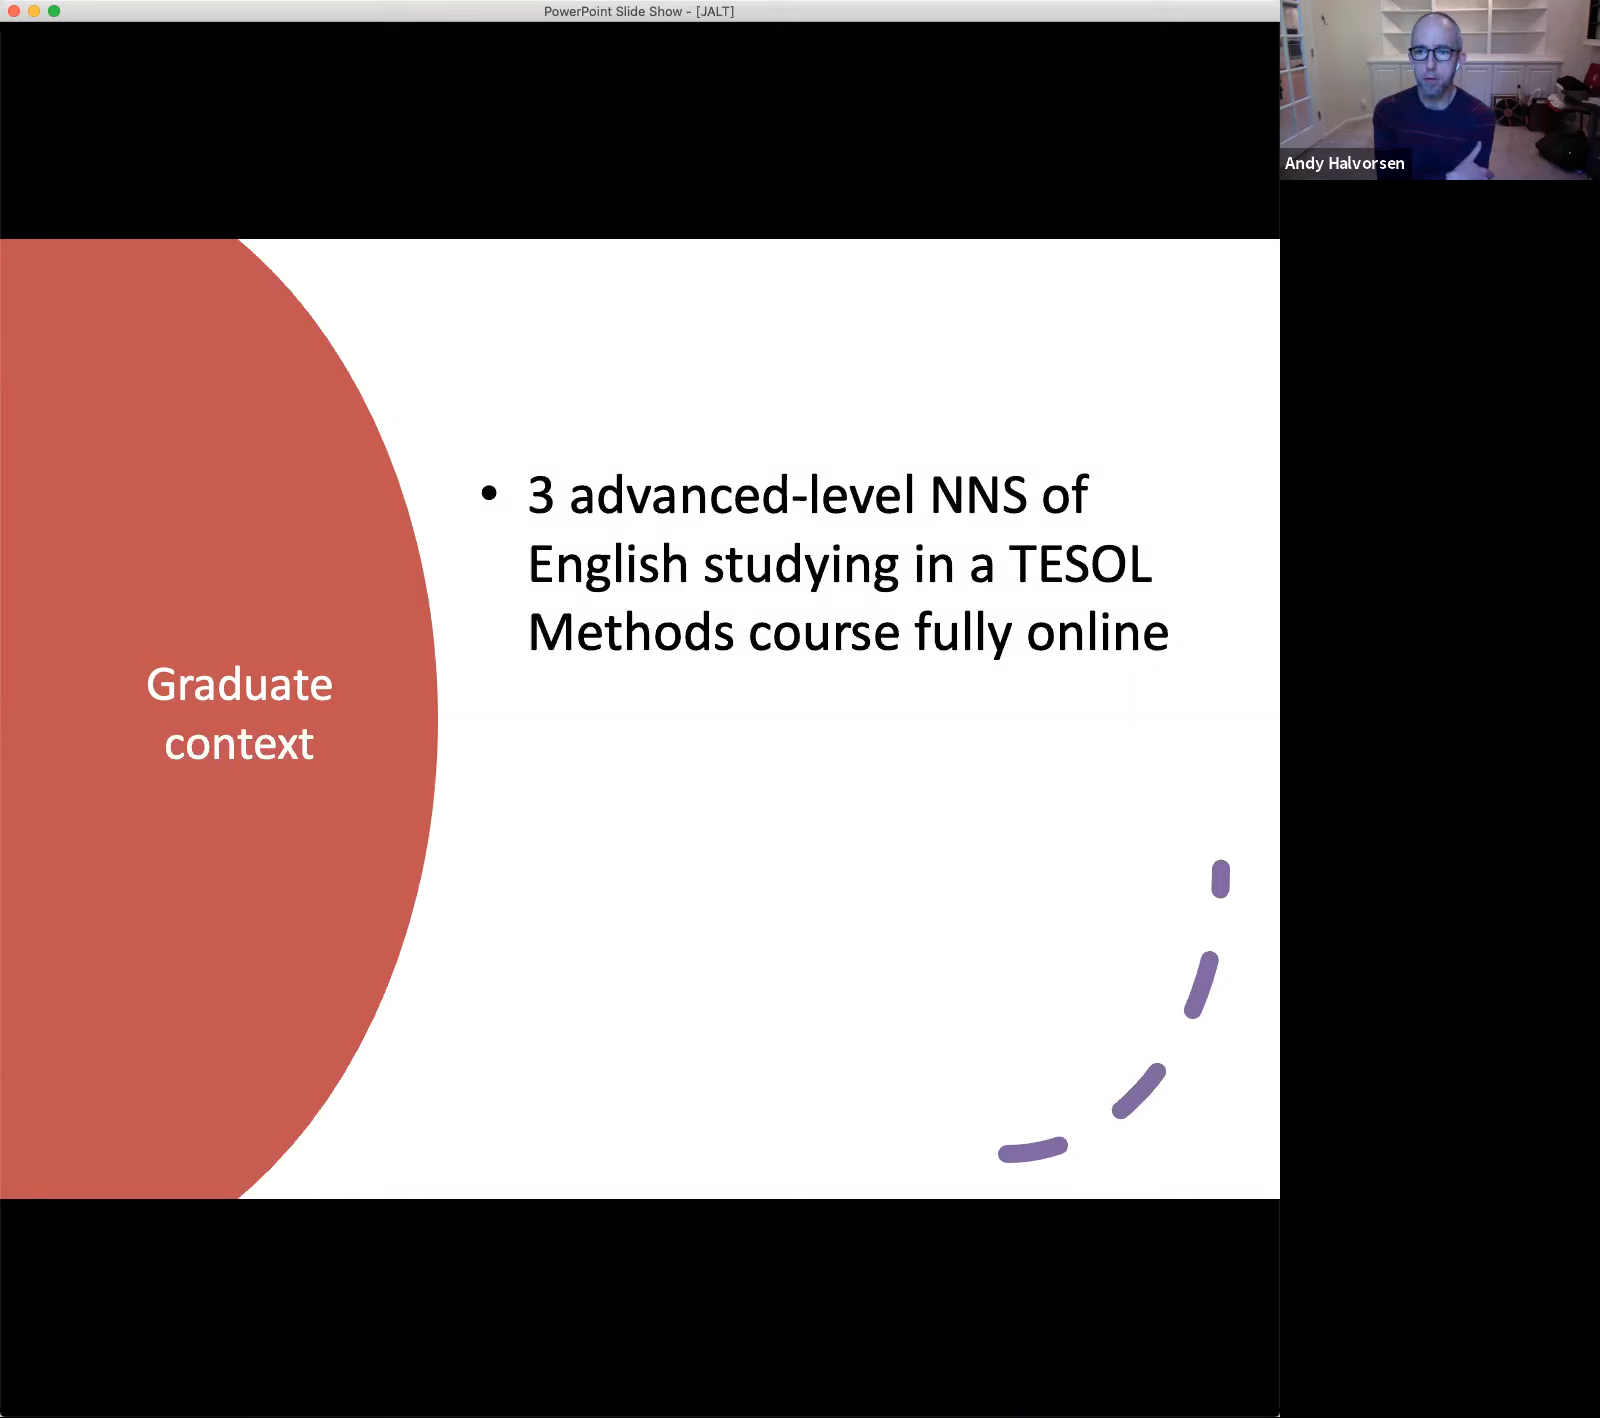 PowerPoint Slide Show - [JALT]
Andy Halvorsen
Graduate
context
• 3 advanced-level NNS of
English studying in a TESOL
Methods course fully online